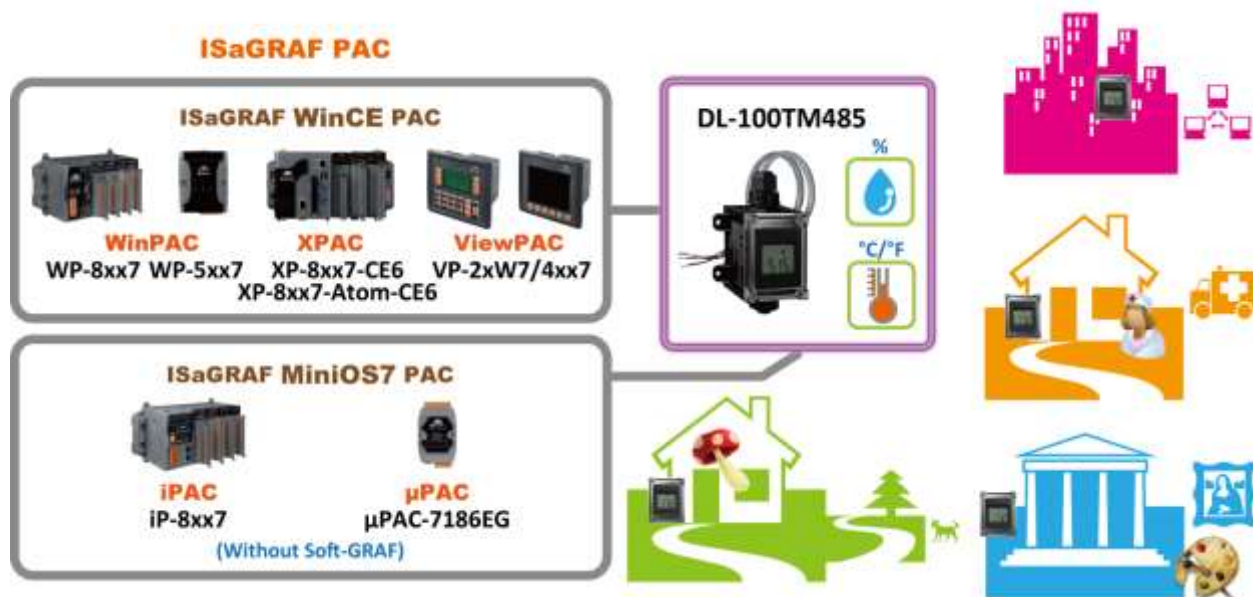 ISaGRAF PAC
ISaGRAF WinCE PAC
WinPAC
WP-8xx7 WP-5xx7
XPAC
XP-8xx7-CE6
XP-8xx7-Atom-CE6
ViewPAC
VP-2xW7/4xx7
ISaGRAF MiniOS7 PAC
iPAC
iP-8xx7
µPAC
µPAC-7186EG
(Without Soft-GRAF)
DL-100TM485
%
°C/°F